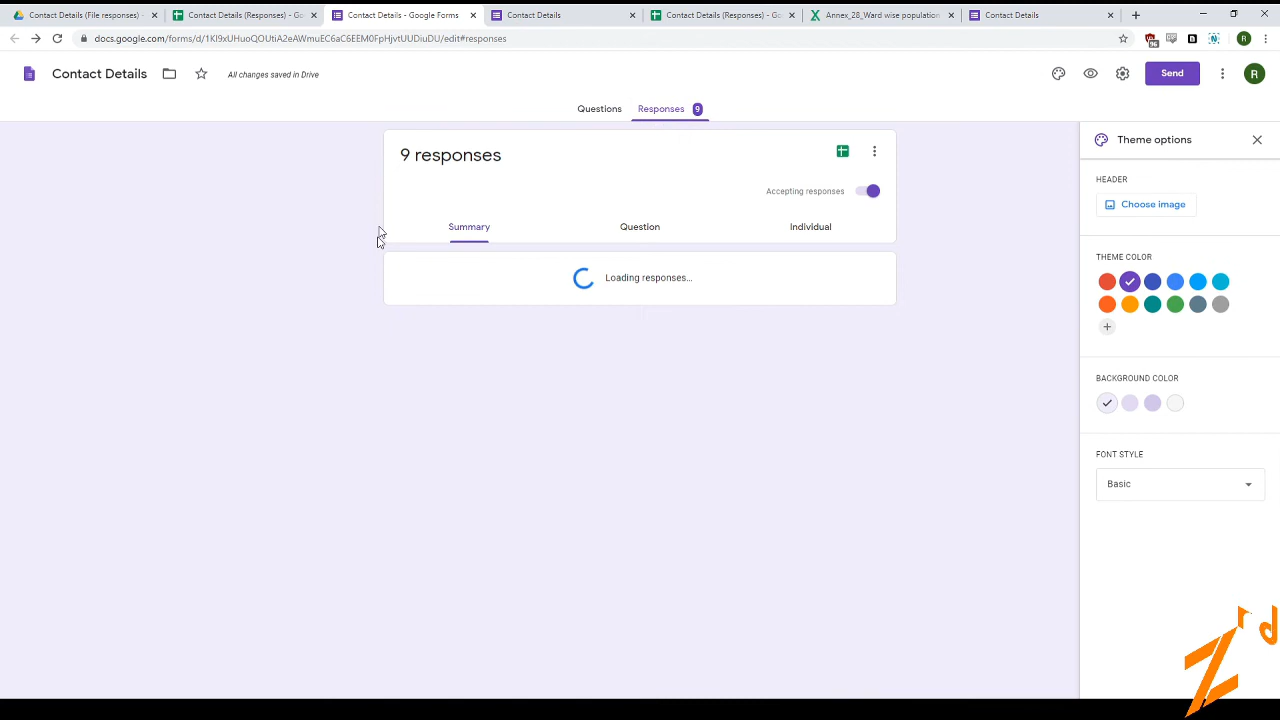 Contact Details (File responses) -
Contact Details (Responses) - Go
Contact Details - Google Forms
Contact Details
Contact Details (Responses) - Go
Annex_28_Ward wise population
Contact Details
docs.google.com/forms/d/1KI9xUHuoQOUtiA2eAWmuEC6aC6EEM0FpHjvtUUDiuDU/edit#responses
96
R
Contact Details
All changes saved in Drive
Send
R
Questions
Responses
9
9 responses
Accepting responses
Summary
Question
Individual
Loading responses...
Theme options
HEADER
Choose image
THEME COLOR
BACKGROUND COLOR
FONT STYLE
Basic